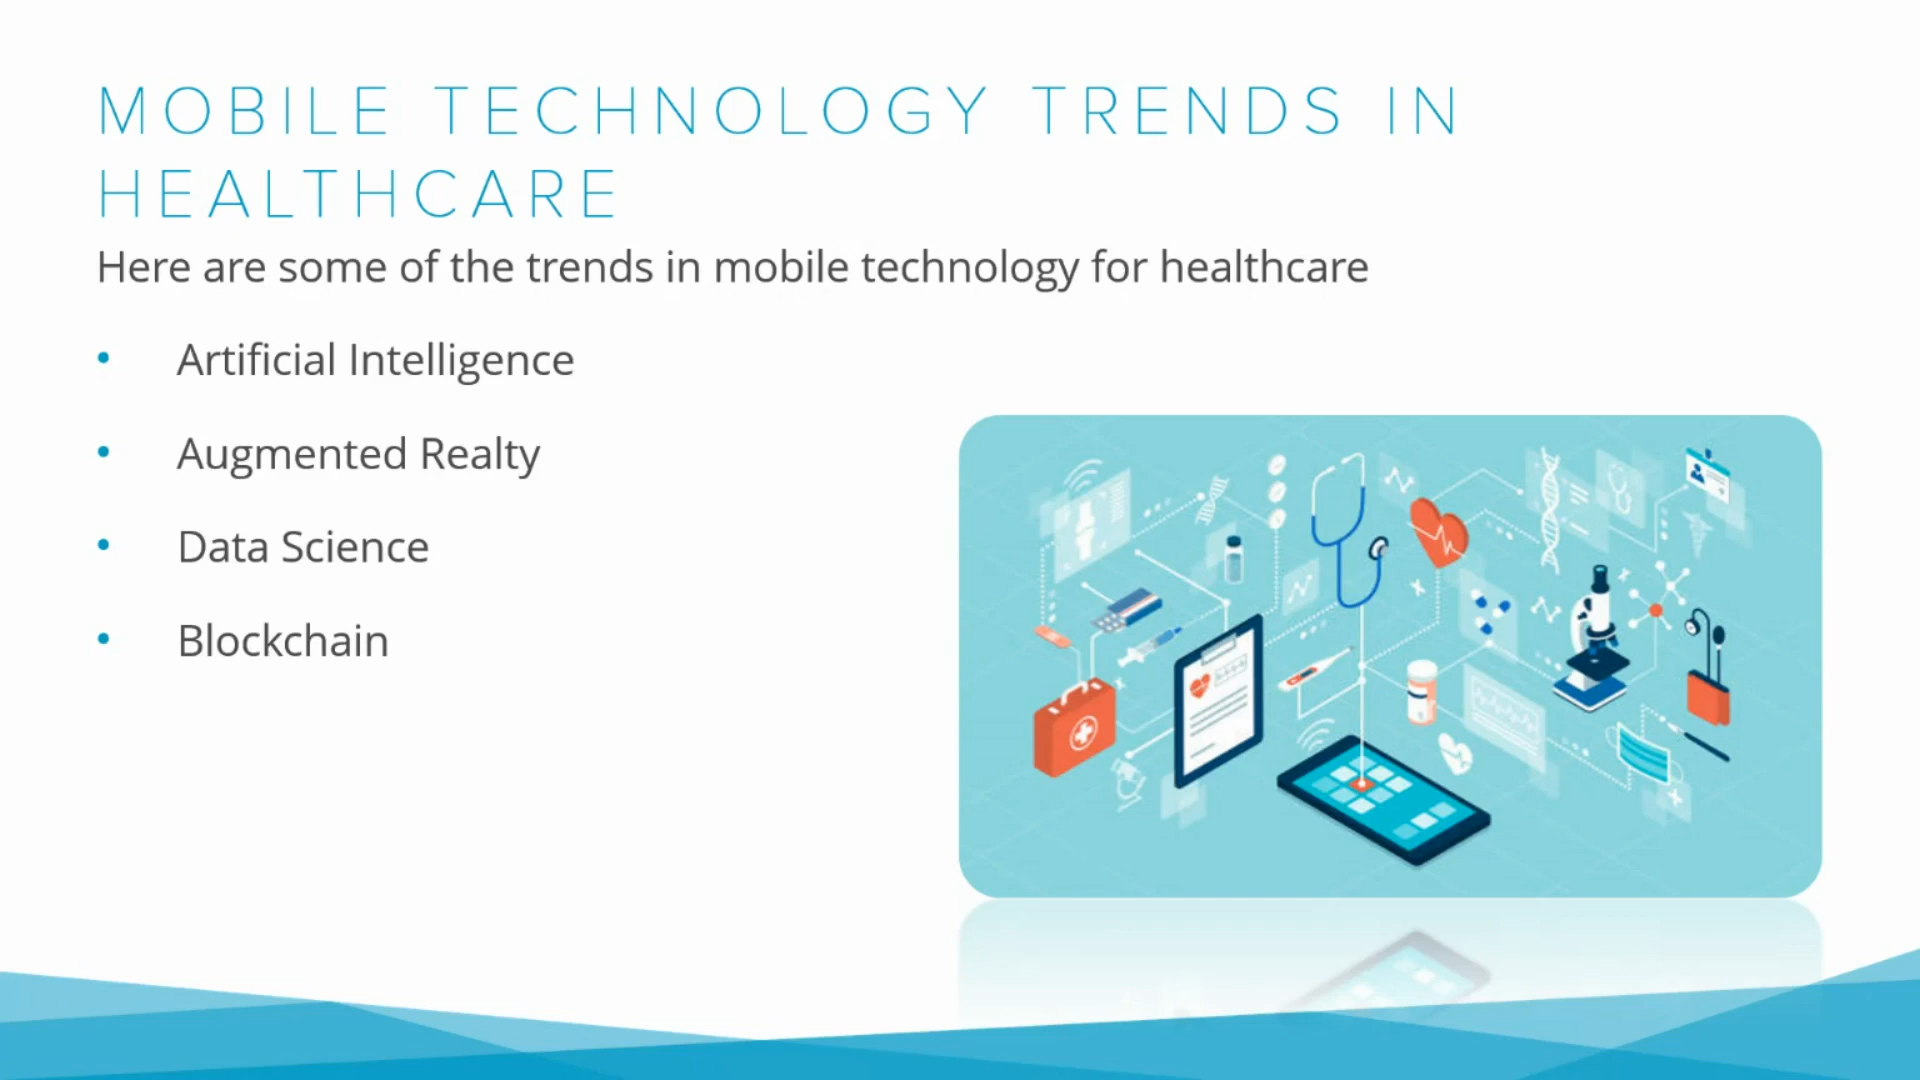 MOBILE TECHNOLOGY TRENDS IN
HEALTHCARE
Here are some of the trends in mobile technology for healthcare
• Artificial Intelligence
• Augmented Realty
• Data Science
• Blockchain